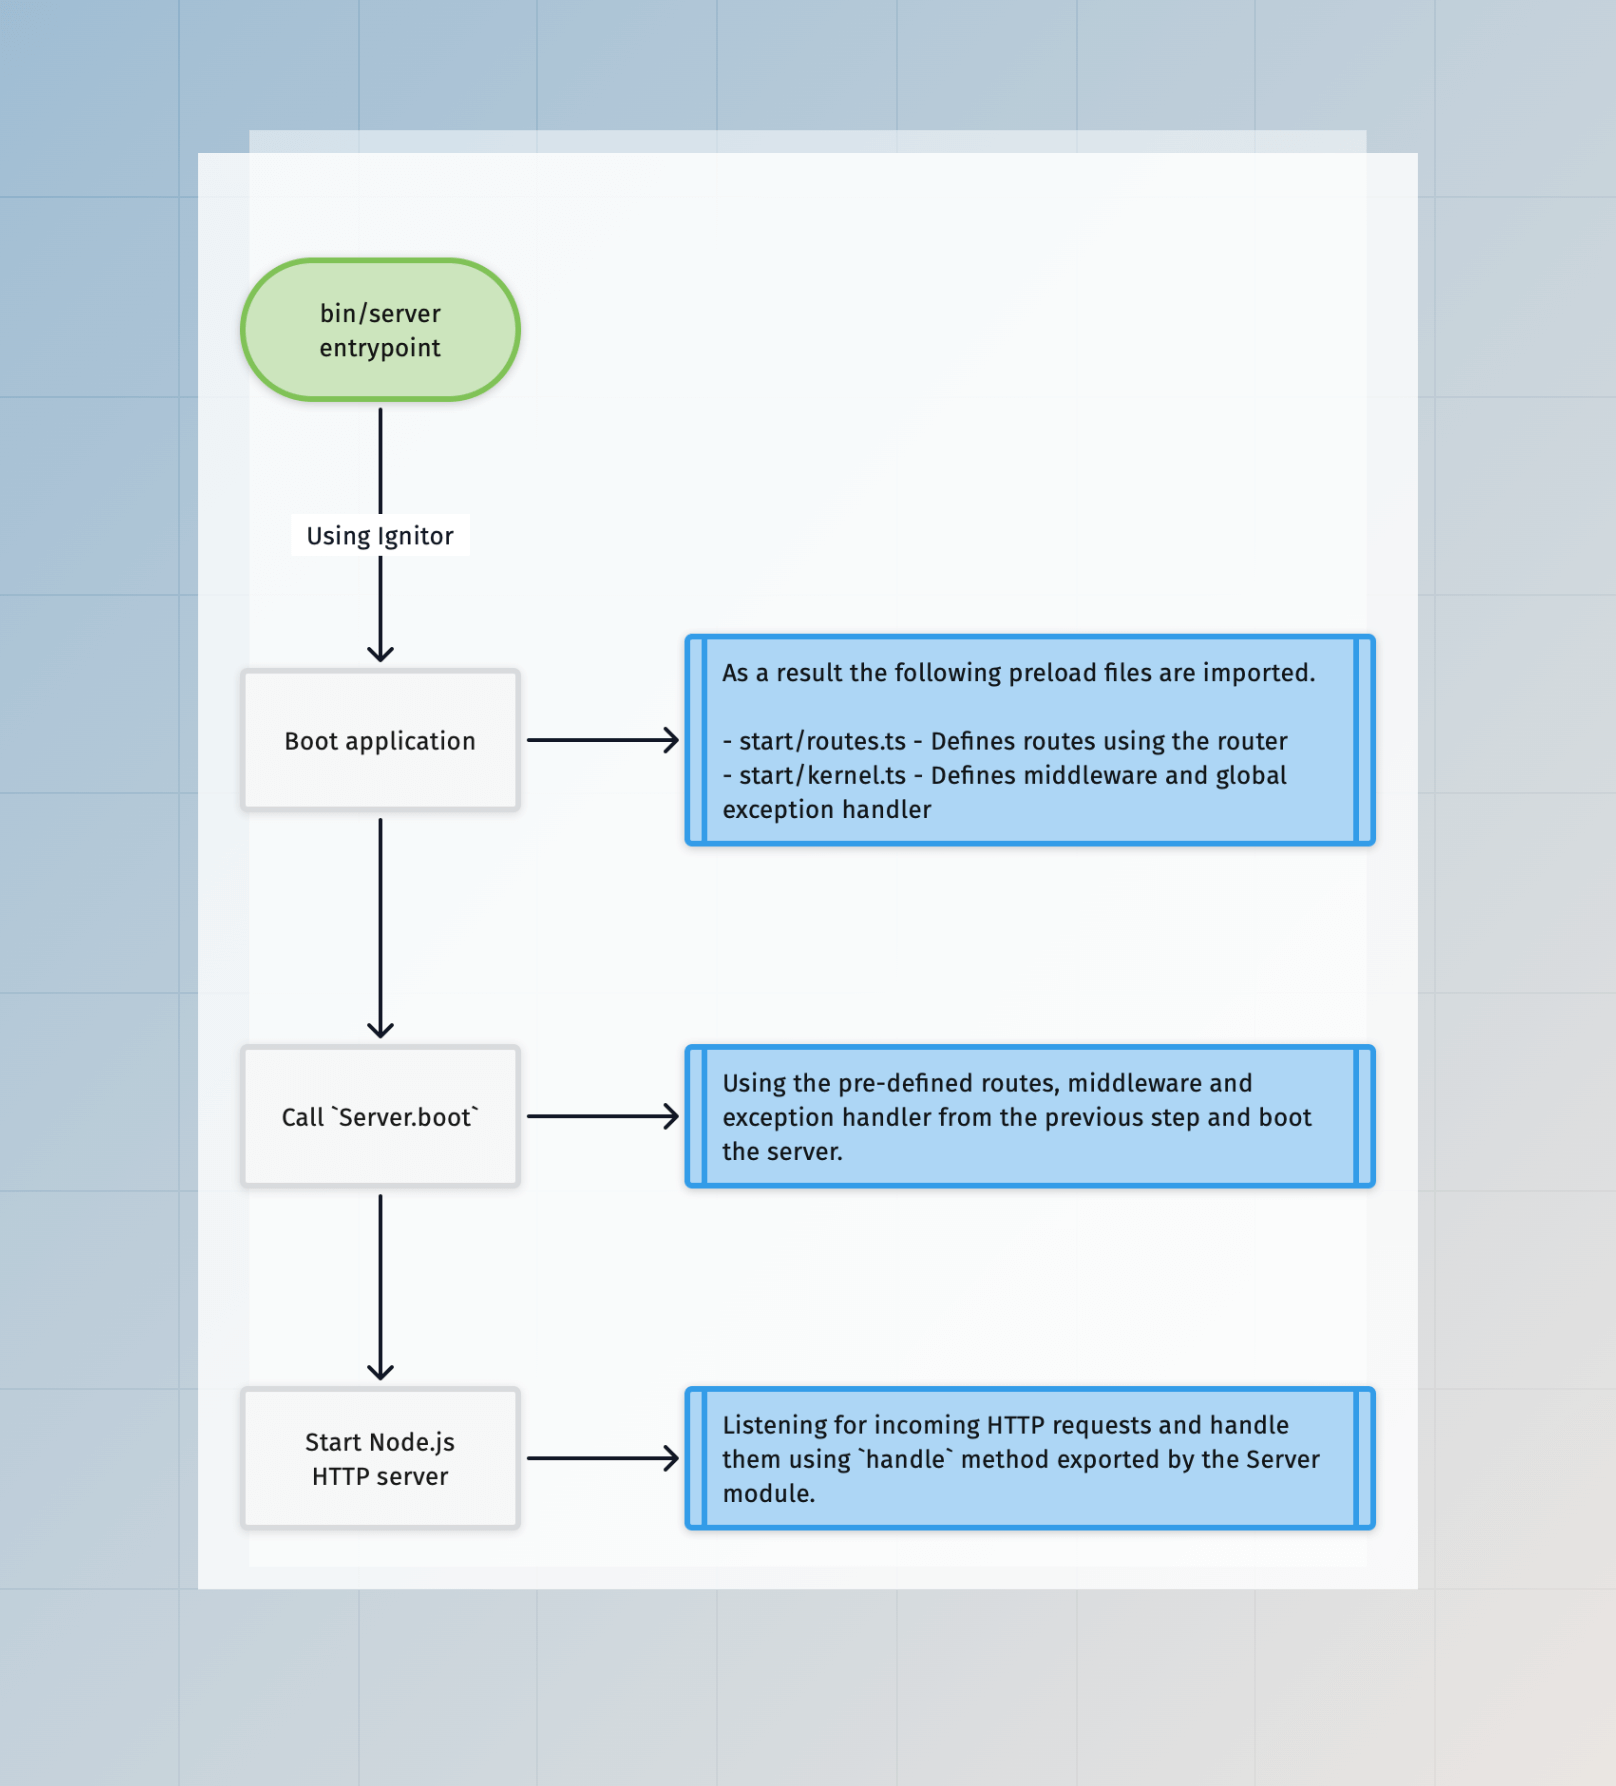 bin/server
entrypoint
Using Ignitor
Boot application
As a result the following preload files are imported.
- start/routes.ts - Defines routes using the router
- start/kernel.ts - Defines middleware and global
exception handler
Call `Server.boot`
Using the pre-defined routes, middleware and
exception handler from the previous step and boot
the server.
Start Node.js
HTTP server
Listening for incoming HTTP requests and handle
them using `handle` method exported by the Server
module.